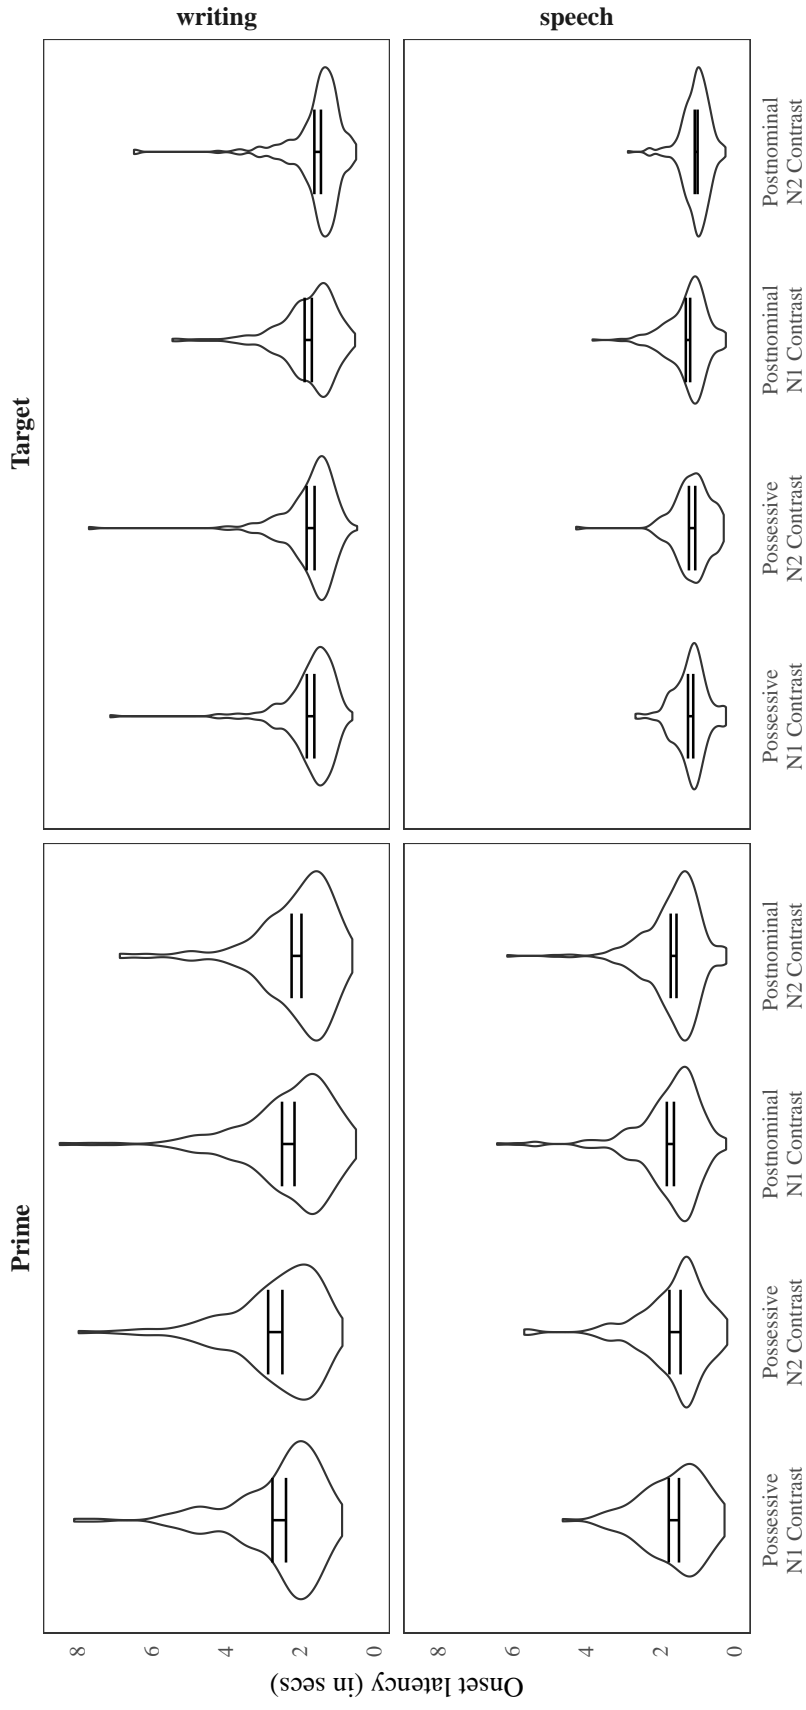 writing
speech
Target
Prime
Postnominal
N2 Contrast
Postnominal
N1 Contrast
Possessive
N2 Contrast
Possessive
N1 Contrast
Postnominal
N2 Contrast
Postnominal
N1 Contrast
Possessive
N2 Contrast
Possessive
N1 Contrast
8
6
4
2
0
8
6
4
2
0
Onset latency (in secs)